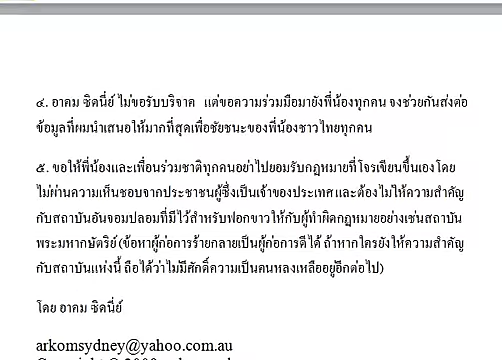 ๔. อาคม ซิดนี่ย์ ไม่ขอรับบริจาค แต่ขอความร่วมมือมายังพี่น้องทุกคน จงช่วยกันส่งต่อ
ข้อมูลที่ผมนำเสนอให้มากที่สุดเพื่อชัยชนะของพี่น้องชาวไทยทุกคน
๕. ขอให้พี่น้องและเพื่อนร่วมชาติทุกคนอย่าไปยอมรับกฎหมายที่โจรเขียนขึ้นเองโดย
ไม่ผ่านความเห็นชอบจากประชาชนผู้ซึ่งเป็นเจ้าของประเทศและต้องไม่ให้ความสำคัญ
กับสถาบันอันจอมปลอมที่มีไว้สำหรับฟอกขาวให้กับผู้ทำผิดกฎหมายอย่างเช่นสถาบัน
พระมหากษัตริย์ (ข้อหาผู้ก่อการร้ายกลายเป็นผู้ก่อการดีได้ ถ้าหากใครยังให้ความสำคัญ
กับสถาบันแห่งนี้ ถือได้ว่าไม่มีศักดิ์ความเป็นคนหลงเหลืออยู่อีกต่อไป)
โดย อาคม ซิดนี่ย์
arkomsydney@yahoo.com.au